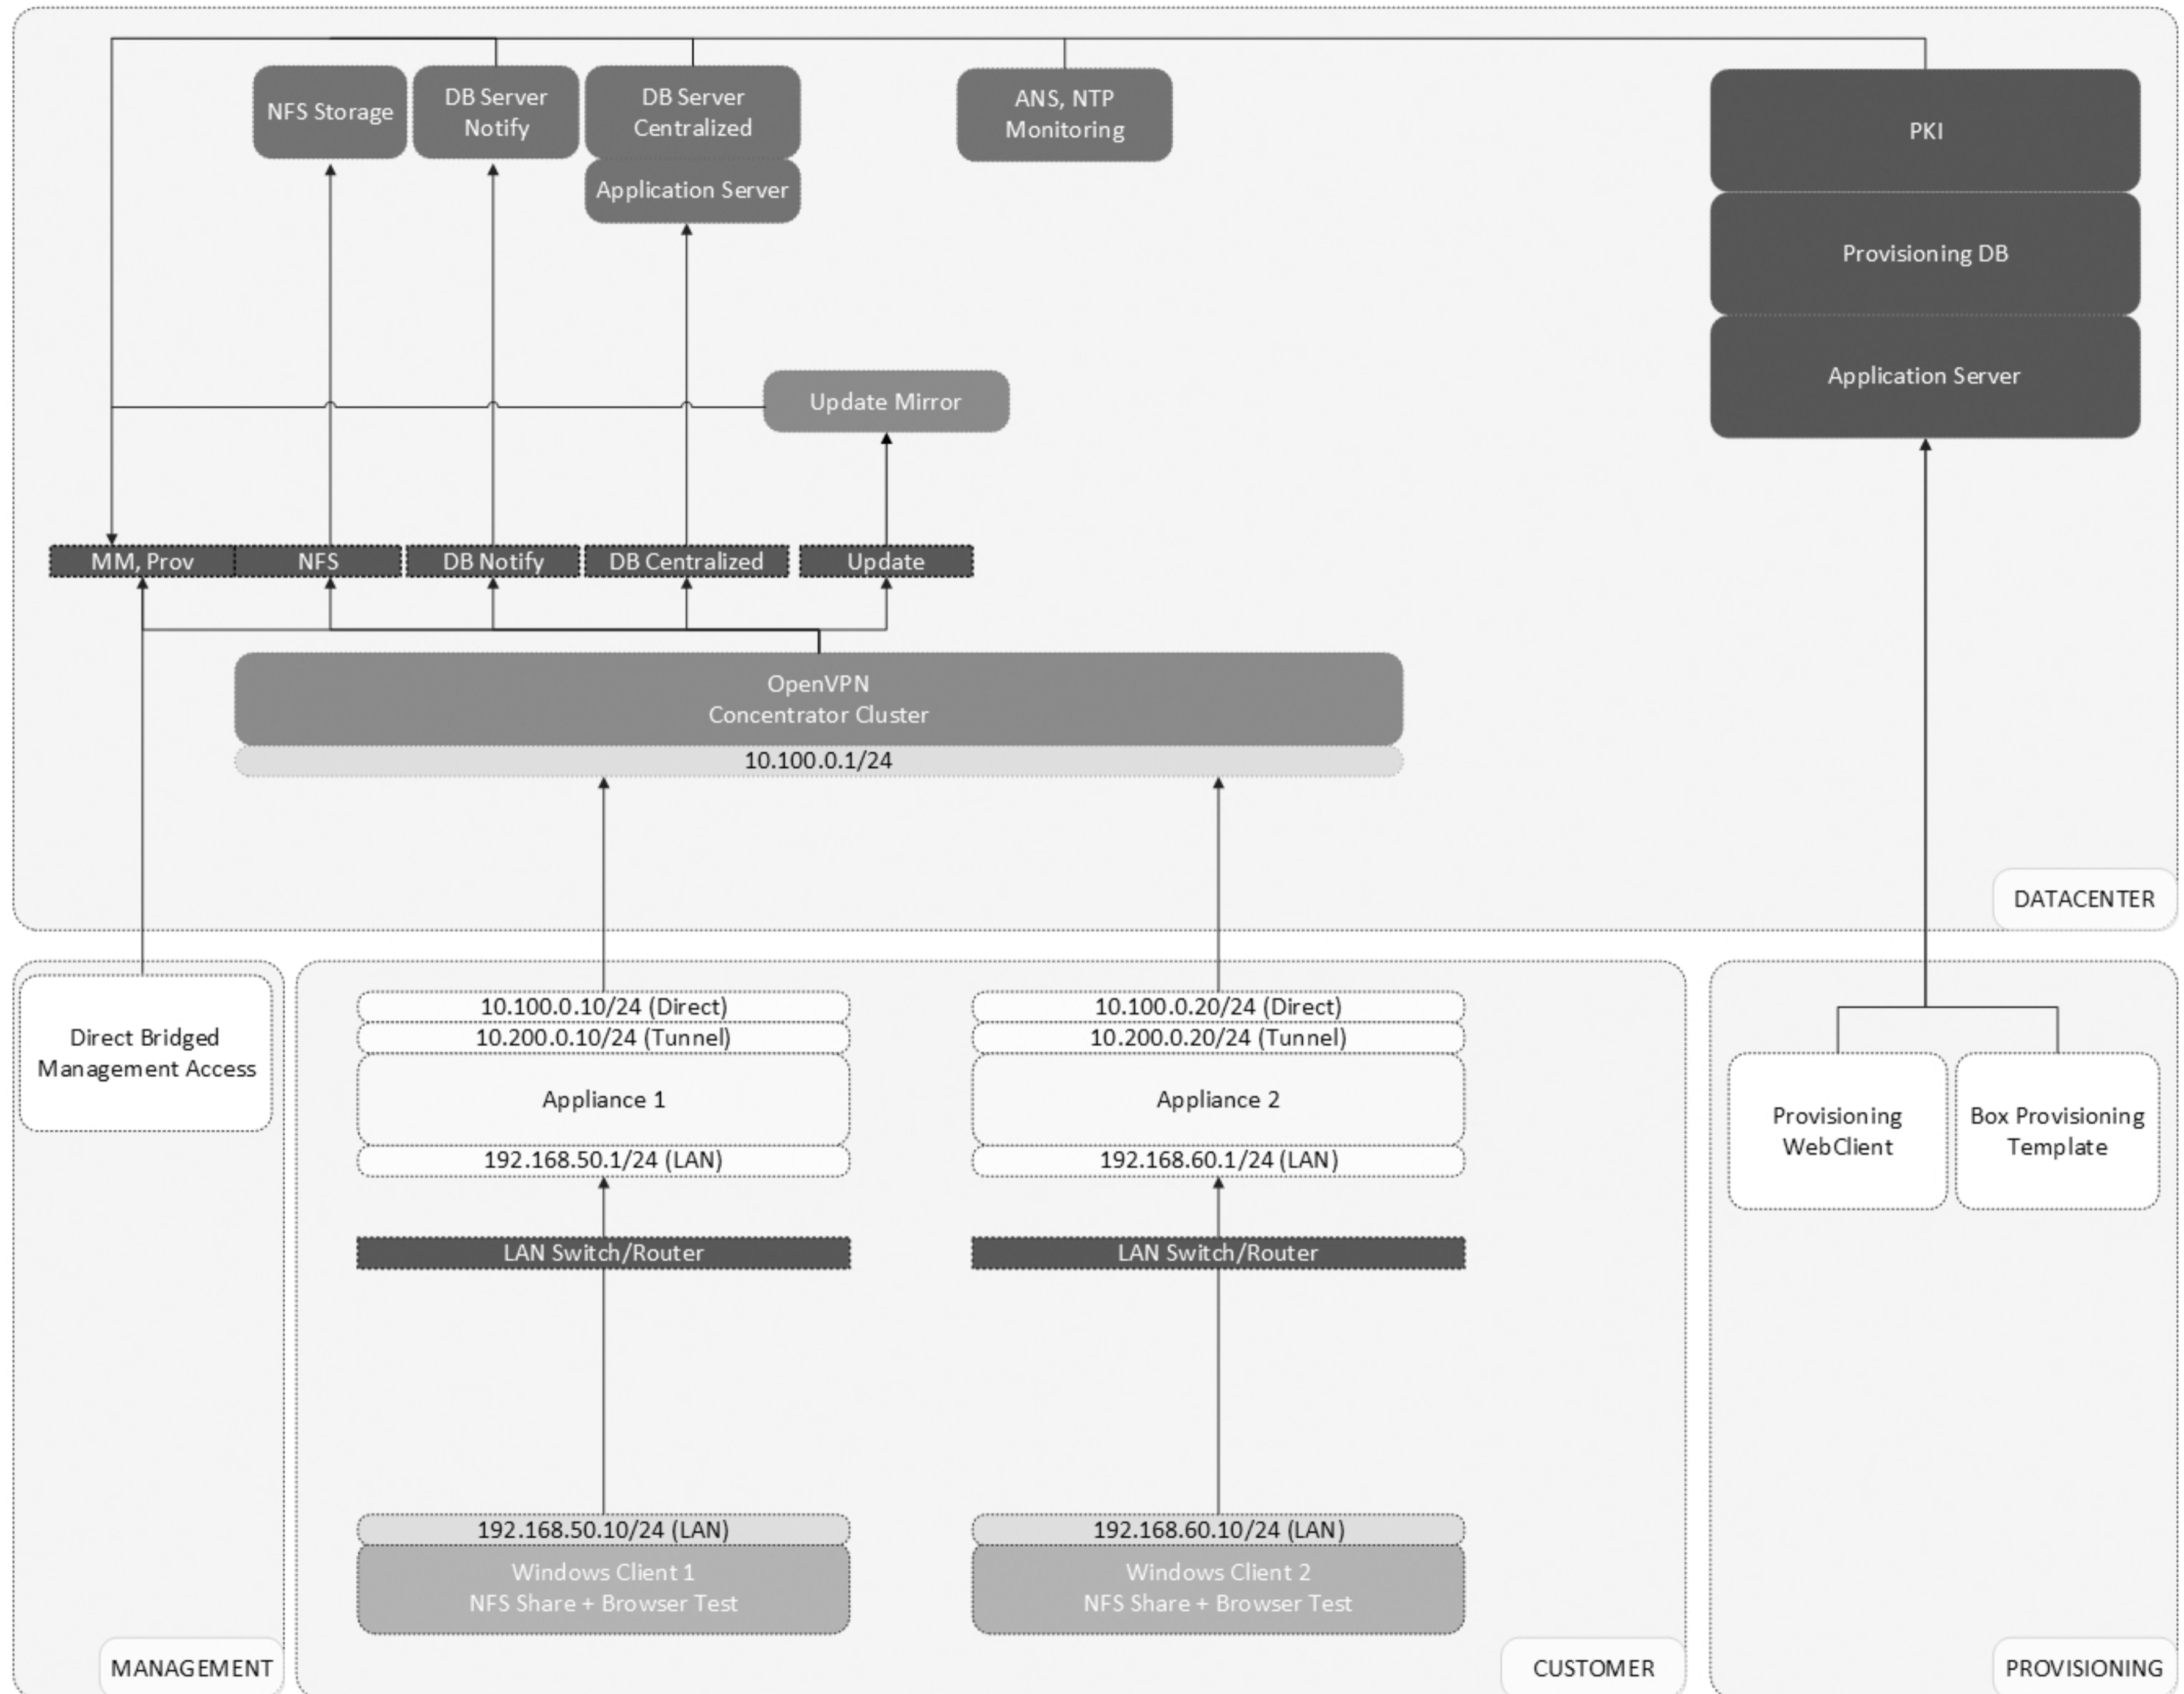 NFS Storage
DB Server
Notify
DB Server
Centralized
Application Server
ANS, NTP
Monitoring
PKI
Provisioning DB
Application Server
Update Mirror
MM, Prov
NFS
DB Notify
DB Centralized
Update
OpenVPN
Concentrator Cluster
10.100.0.1/24
DATACENTER
Direct Bridged
Management Access
MANAGEMENT
10.100.0.10/24 (Direct)
10.200.0.10/24 (Tunnel)
Appliance 1
192.168.50.1/24 (LAN)
LAN Switch/Router
192.168.50.10/24 (LAN)
Windows Client 1
NFS Share + Browser Test
10.100.0.20/24 (Direct)
10.200.0.20/24 (Tunnel)
Appliance 2
192.168.60.1/24 (LAN)
LAN Switch/Router
192.168.60.10/24 (LAN)
Windows Client 2
NFS Share + Browser Test
CUSTOMER
Provisioning
WebClient
Box Provisioning
Template
PROVISIONING